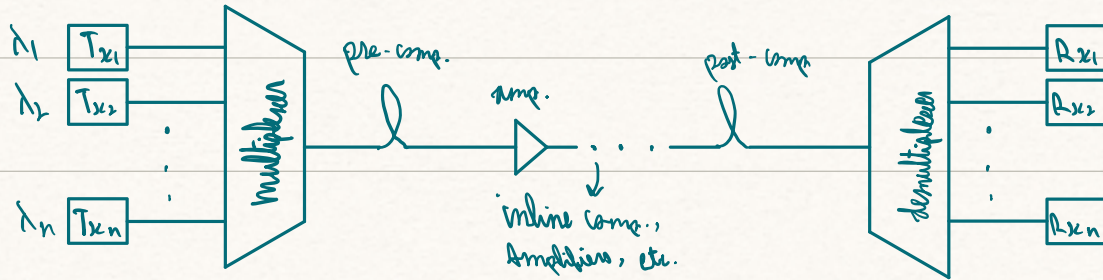 λ1 Tx1
λ2 Tx2
λn Txn
multiplexer
pre-comp.
amp.
inline comp.,
Amplifiers, etc.
post-comp
demultiplexer
Rx1
Rx2
Rxn